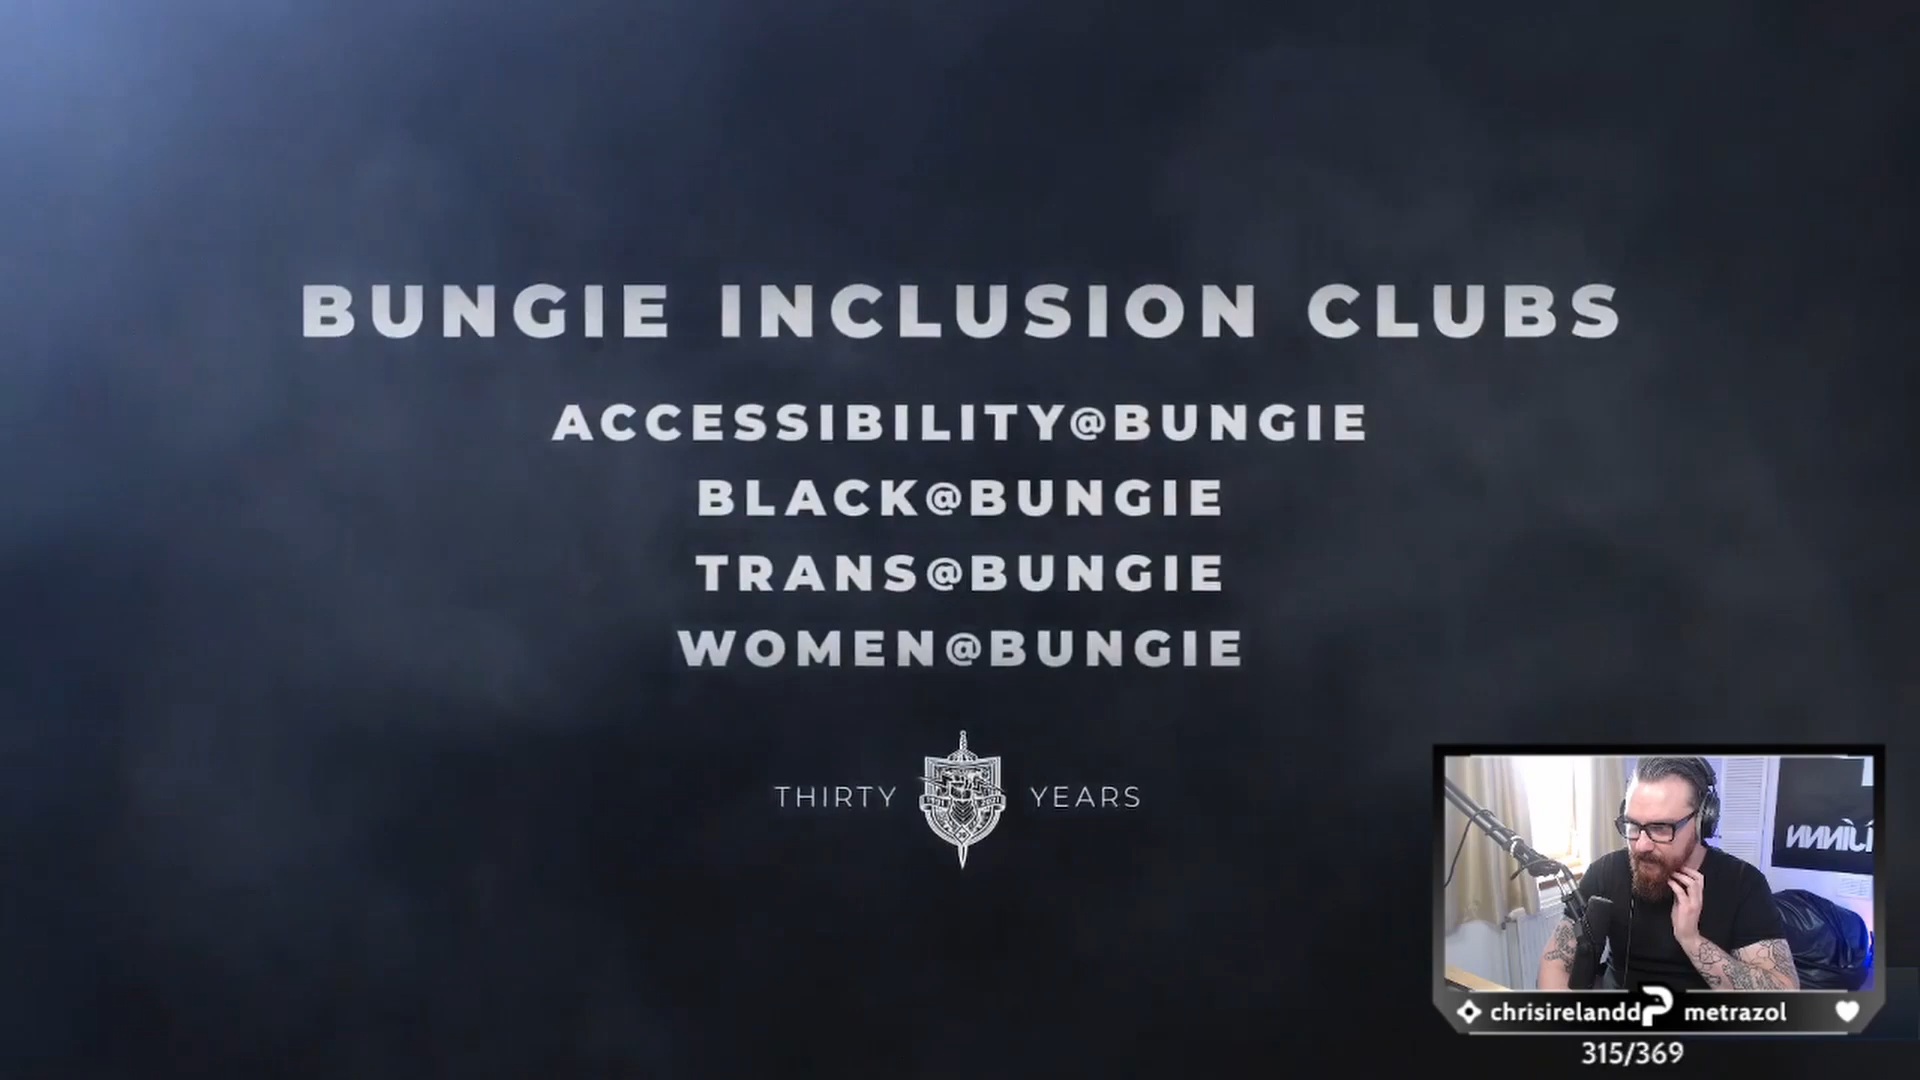 BUNGIE INCLUSION CLUBS
ACCESSIBILITY@BUNGIE
BLACK@BUNGIE
TRANS@BUNGIE
WOMEN@BUNGIE
THIRTY YEARS
chrisirelandd metrazol
315/369